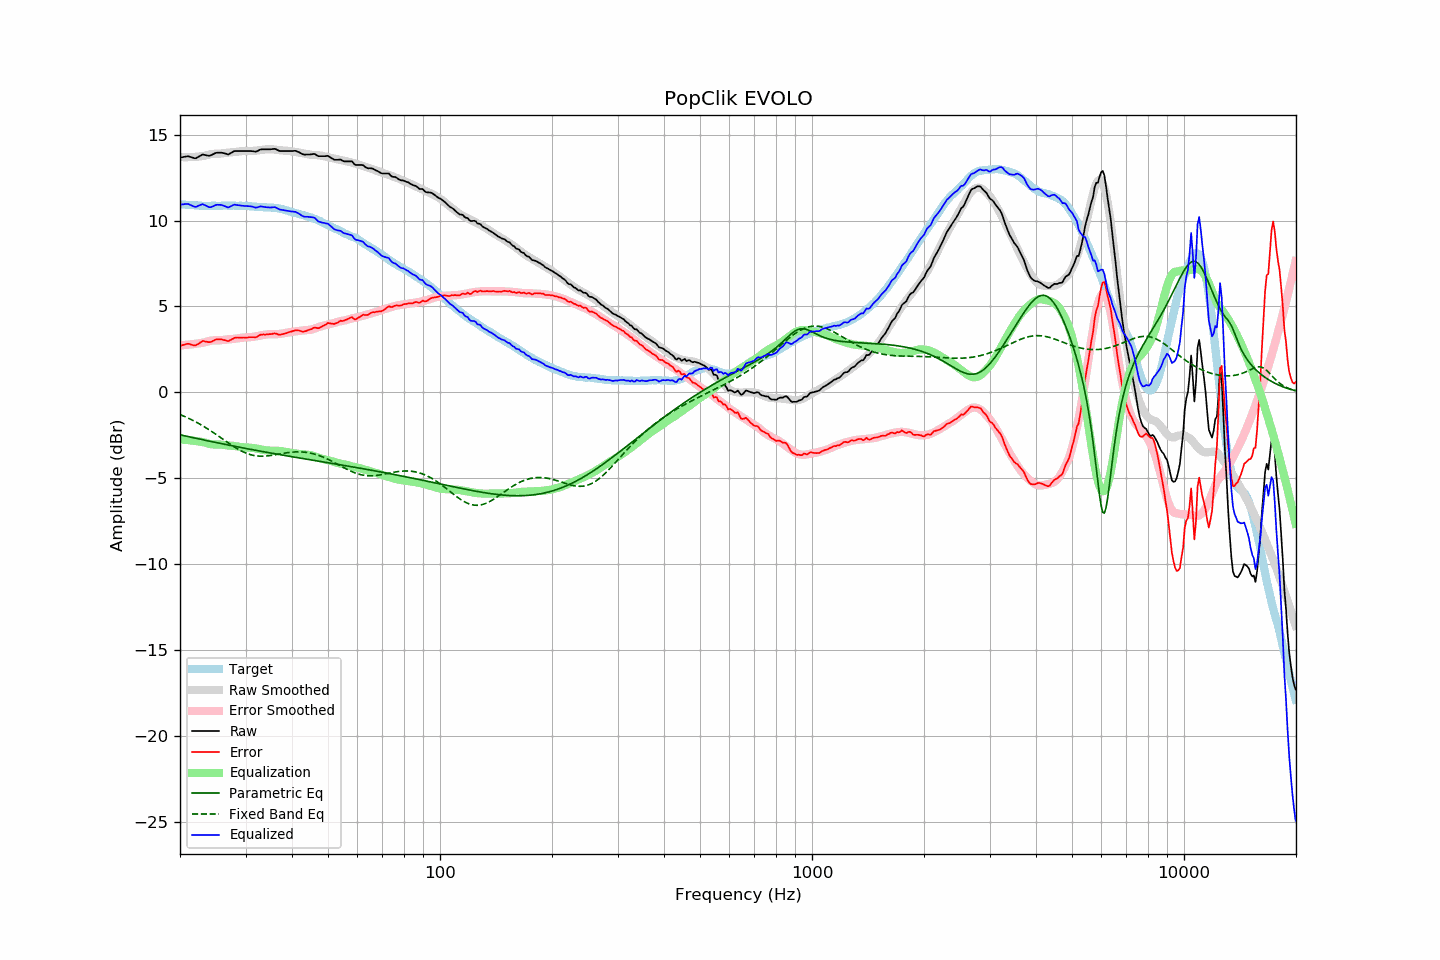 PopClik EVOLO
15
10
5
0
−5
−10
−15
−20
−25
Amplitude (dBr)
Target
Raw Smoothed
Error Smoothed
Raw
Error
Equalization
Parametric Eq
Fixed Band Eq
Equalized
100 1000 10000
Frequency (Hz)